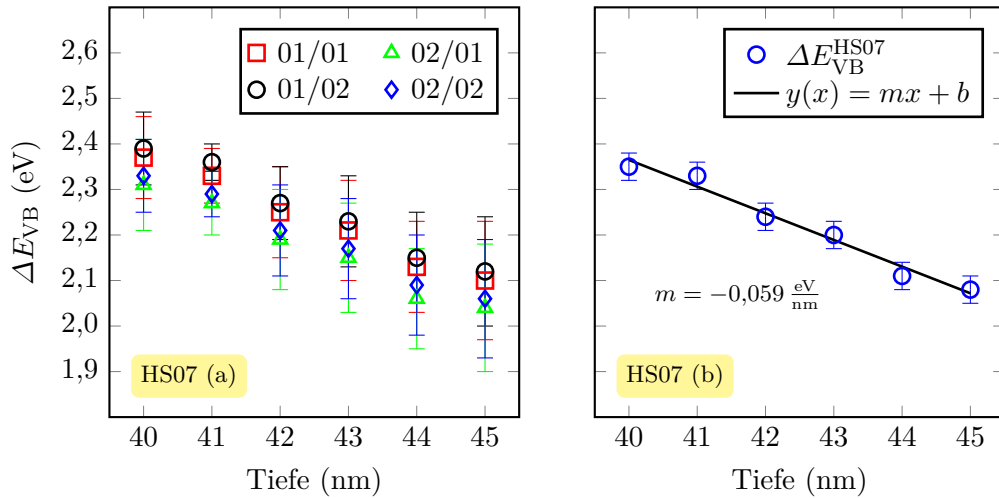 2,6
2,5
2,4
2,3
2,2
2,1
2,0
1,9
ΔE_VB (eV)
01/01 02/01
01/02 02/02
HS07 (a)
40 41 42 43 44 45
Tiefe (nm)
ΔE_VB^HS07
y(x) = mx + b
m = −0,059 eV/nm
HS07 (b)
40 41 42 43 44 45
Tiefe (nm)